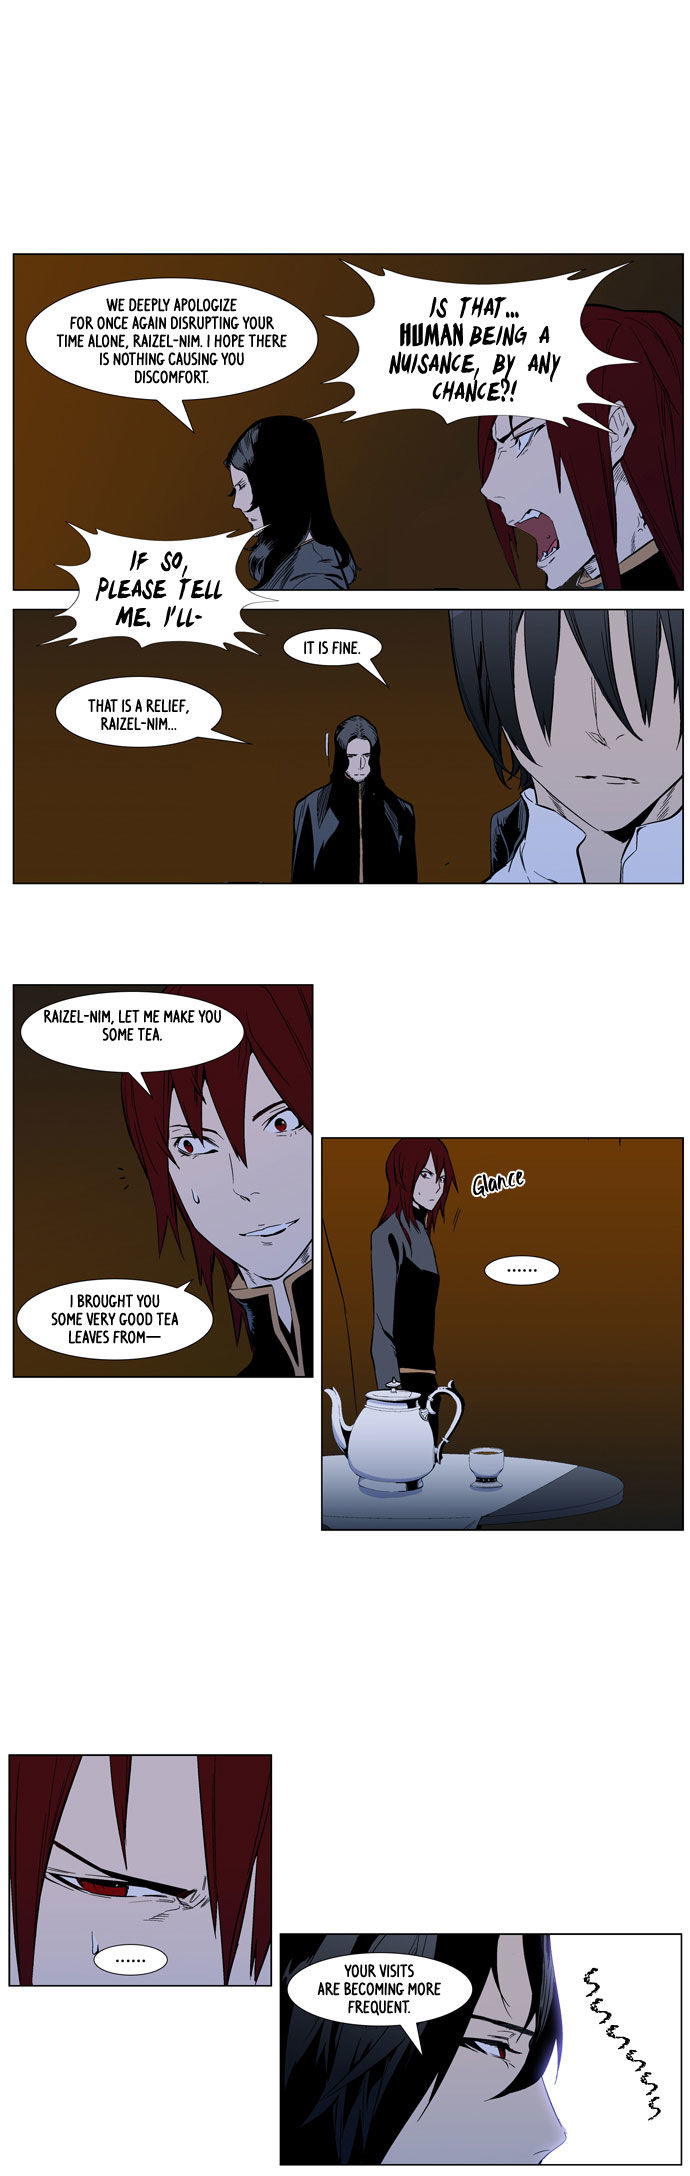 WE DEEPLY APOLOGIZE
FOR ONCE AGAIN DISRUPTING YOUR
TIME ALONE, RAIZEL-NIM. I HOPE THERE
IS NOTHING CAUSING YOU
DISCOMFORT.
IS THAT...
HUMAN BEING A
NUISANCE, BY ANY
CHANCE?!
IF SO,
PLEASE TELL
ME. I'LL-
IT IS FINE.
THAT IS A RELIEF,
RAIZEL-NIM...
RAIZEL-NIM, LET ME MAKE YOU
SOME TEA.
I BROUGHT YOU
SOME VERY GOOD TEA
LEAVES FROM—
Glance
......
......
YOUR VISITS
ARE BECOMING MORE
FREQUENT.